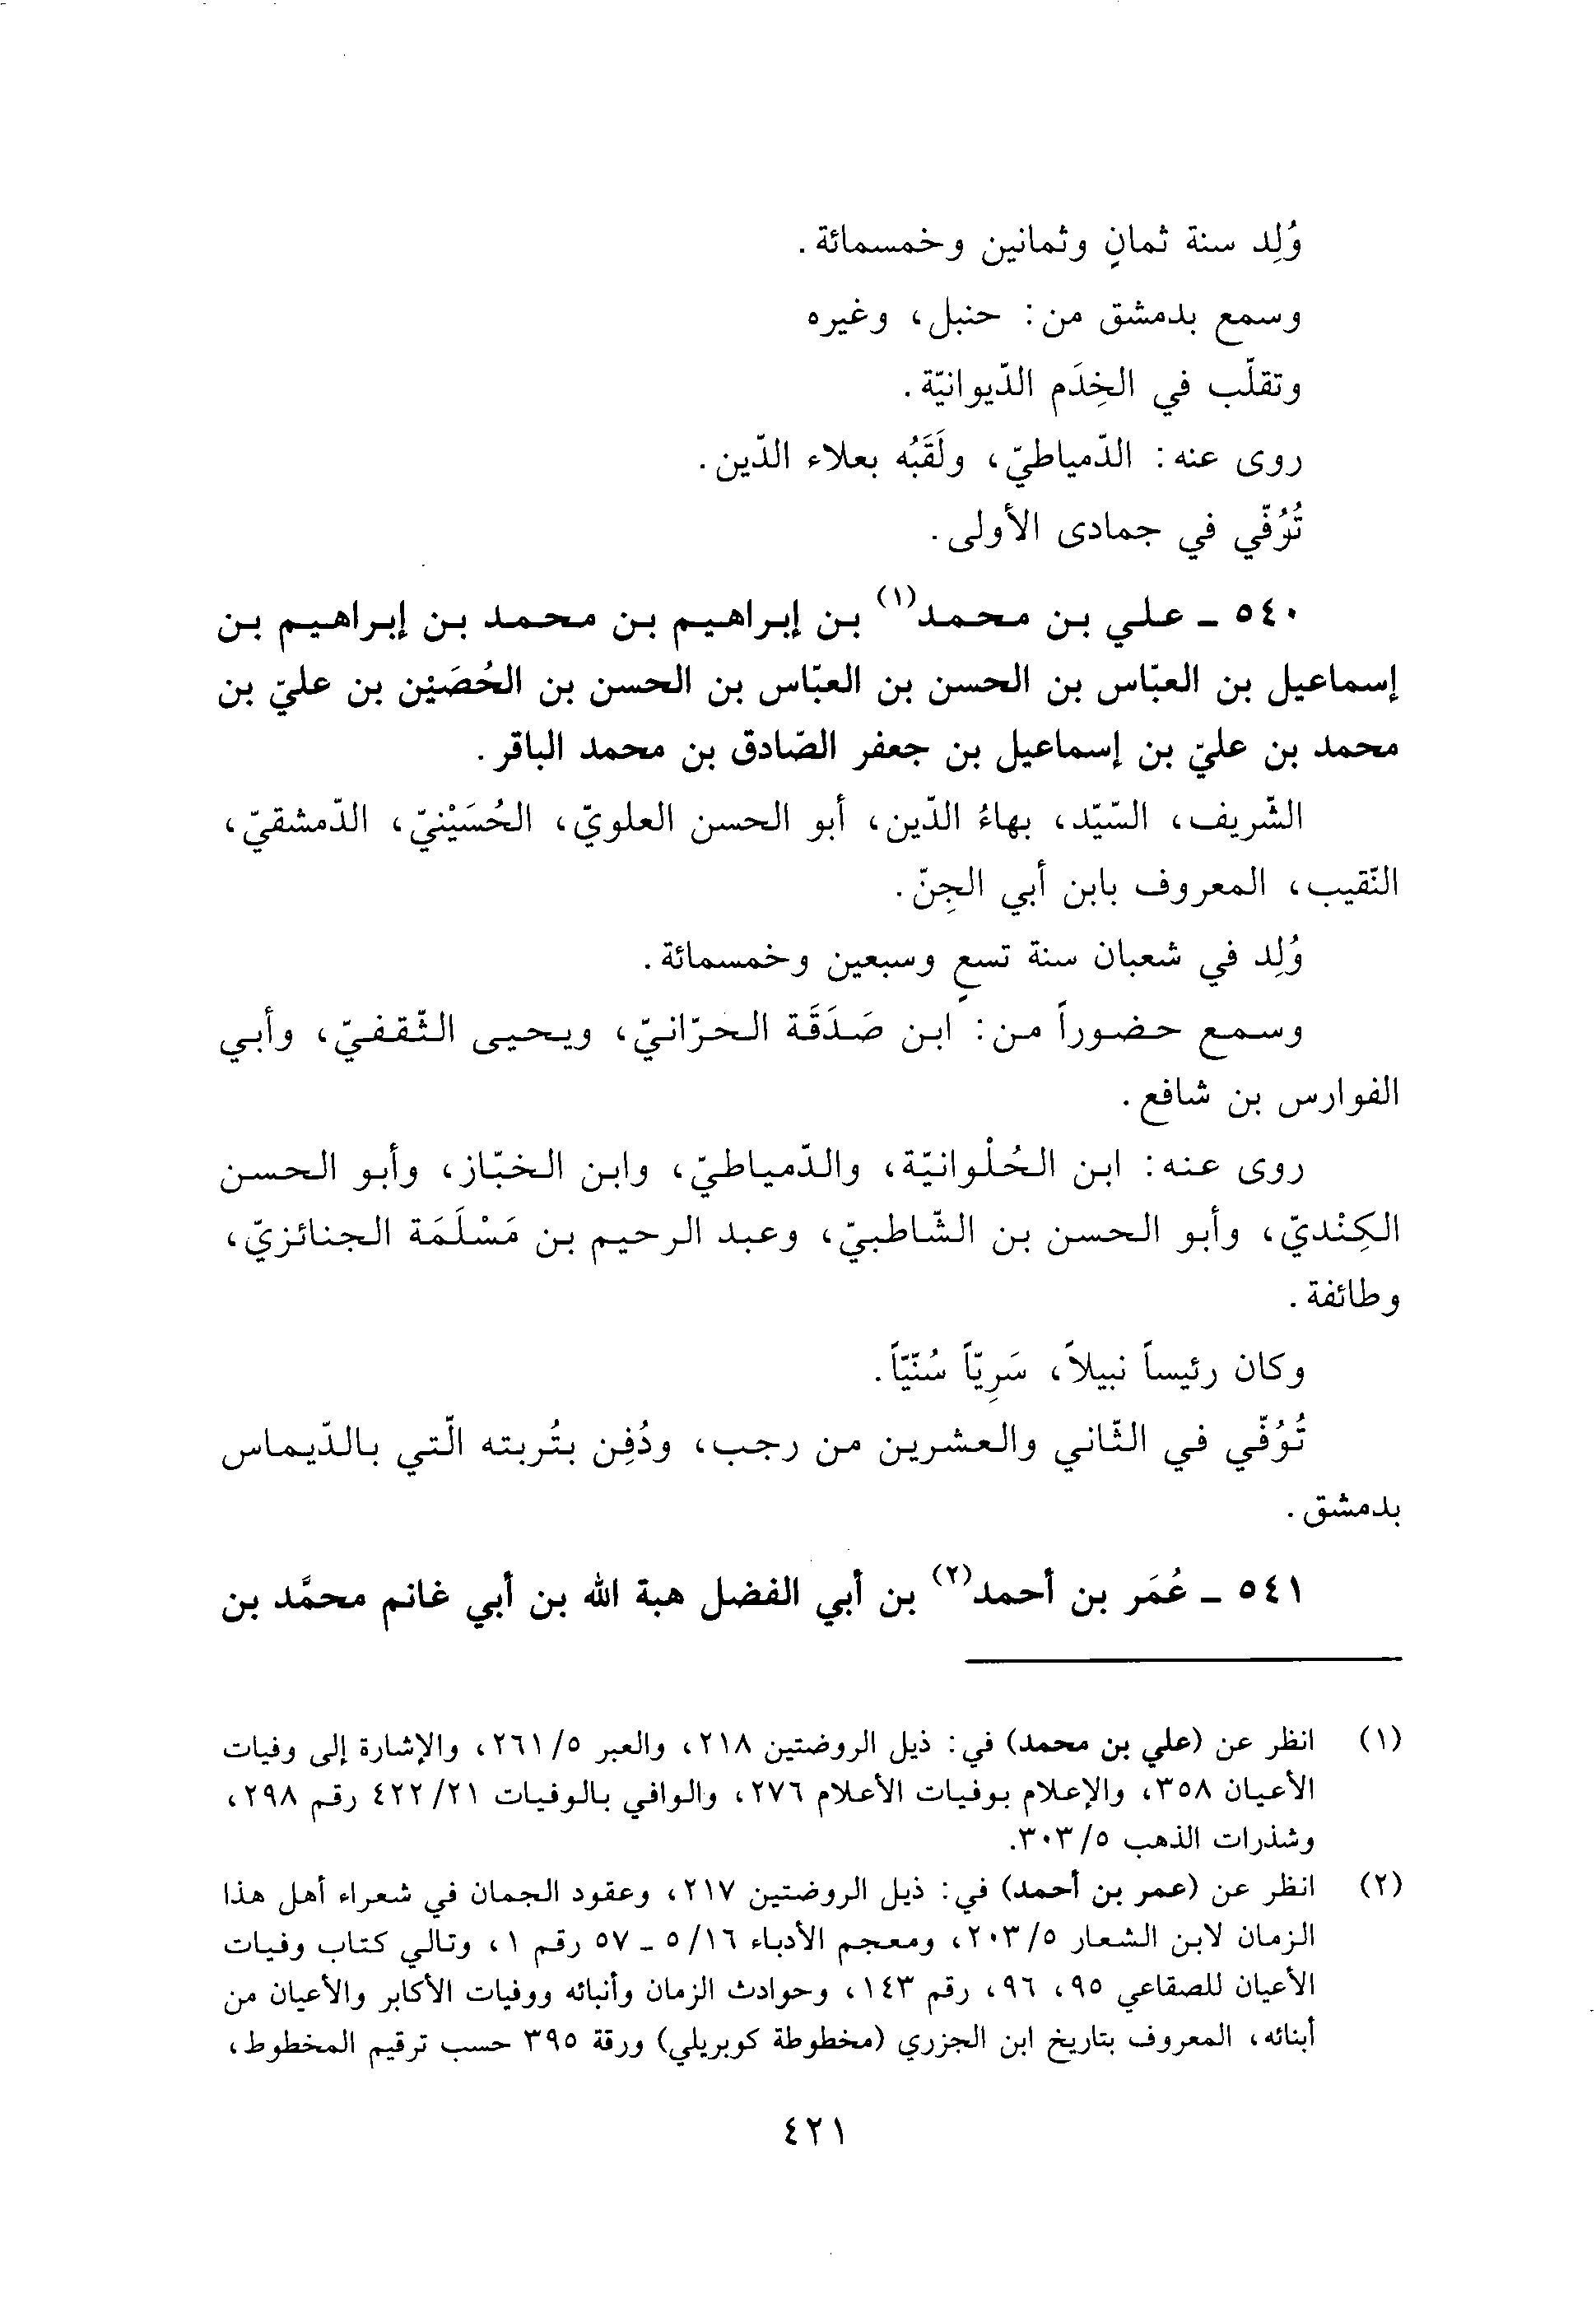 وُلِد سنة ثمانٍ وثمانين وخمسمائة.
وسمع بدمشق من: حنبل، وغيره
وتقلّب في الخِدَم الدّيوانيّة.
روى عنه: الدّمياطيّ، ولَقَبُه بعلاء الدّين.
تُوُفّي في جمادى الأولى.
٥٤٠ ـ علي بن محمد(١) بن إبراهيم بن محمد بن إبراهيم بن
إسماعيل بن العبّاس بن الحسن بن العبّاس بن الحسن بن الحُصَيْن بن عليّ بن
محمد بن عليّ بن إسماعيل بن جعفر الصّادق بن محمد الباقر.
الشّريف، السّيّد، بهاءُ الدّين، أبو الحسن العلويّ، الحُسَيْنيّ، الدّمشقيّ،
النّقيب، المعروف بابن أبي الجِنّ.
وُلِد في شعبان سنة تسعٍ وسبعين وخمسمائة.
وسمع حضوراً من: ابن صَدَقَة الحرّانيّ، ويحيى الثّقفيّ، وأبي
الفوارس بن شافع.
روى عنه: ابن الحُلْوانيّة، والدّمياطيّ، وابن الخبّاز، وأبو الحسن
الكِنْديّ، وأبو الحسن بن الشّاطبيّ، وعبد الرحيم بن مَسْلَمَة الجنائزيّ،
وطائفة.
وكان رئيساً نبيلاً، سَرِيّاً سُنّيّاً.
تُوُفّي في الثّاني والعشرين من رجب، ودُفِن بتُربته الّتي بالدّيماس
بدمشق.
٥٤١ ـ عُمَر بن أحمد(٢) بن أبي الفضل هبة الله بن أبي غانم محمَّد بن
(١) انظر عن (علي بن محمد) في: ذيل الروضتين ٢١٨، والعبر ٢٦١/٥، والإشارة إلى وفيات
الأعيان ٣٥٨، والإعلام بوفيات الأعلام ٢٧٦، والوافي بالوفيات ٤٢٢/٢١ رقم ٢٩٨،
وشذرات الذهب ٣٠٣/٥.
(٢) انظر عن (عمر بن أحمد) في: ذيل الروضتين ٢١٧، وعقود الجمان في شعراء أهل هذا
الزمان لابن الشعار ٢٠٣/٥، ومعجم الأدباء ٥/١٦ ـ ٥٧ رقم ١، وتالي كتاب وفيات
الأعيان للصقاعي ٩٥، ٩٦، رقم ١٤٣، وحوادث الزمان وأنبائه ووفيات الأكابر والأعيان من
أبنائه، المعروف بتاريخ ابن الجزري (مخطوطة كوبريلي) ورقة ٣٩٥ حسب ترقيم المخطوط،
٤٢١